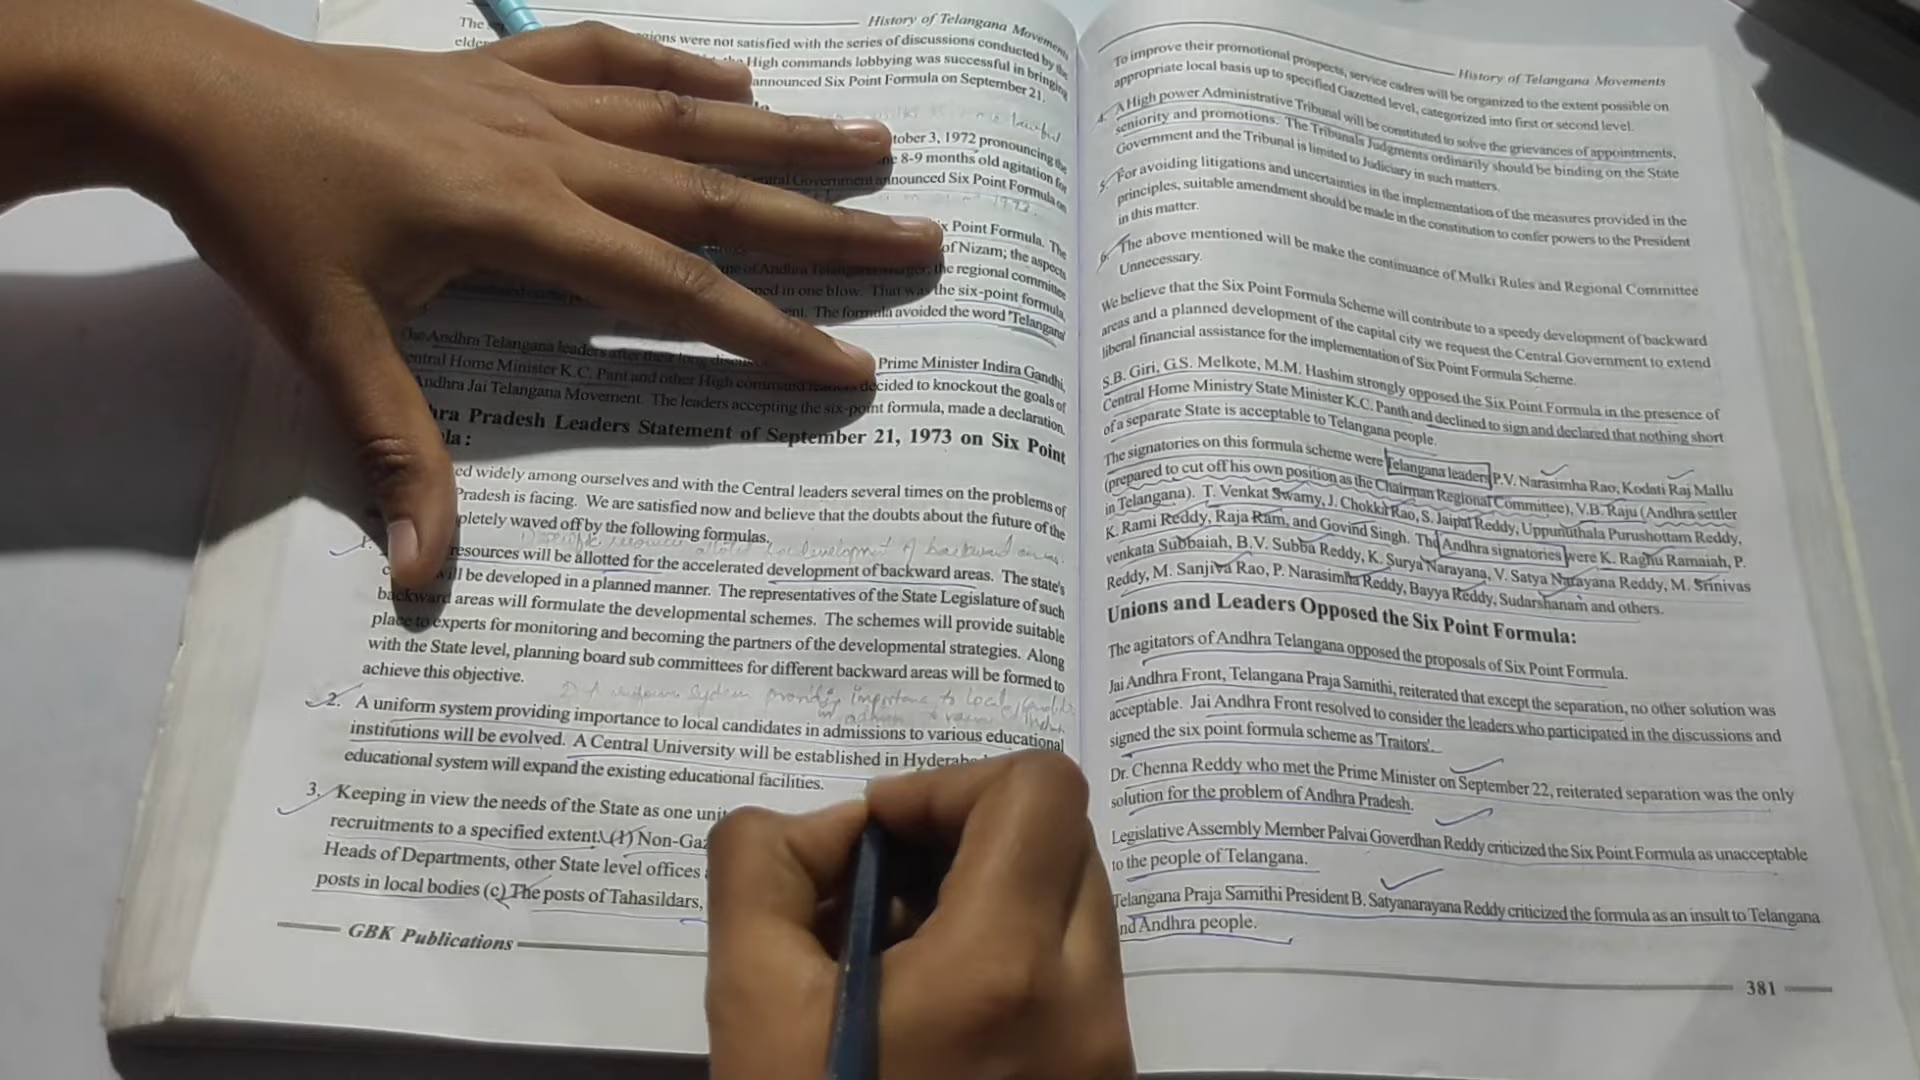 History of Telangana Movements
The
were not satisfied with the series of discussions conducted by the
High commands lobbying was successful in bringing
announced Six Point Formula on September 21.
tober 3, 1972 pronouncing the
8-9 months old agitation for
Central Government announced Six Point Formula on
x Point Formula. The
of Nizam; the aspects
of Andhra Telangana merger; the regional committee
ped in one blow. That was the six-point formula,
The formula avoided the word 'Telangana'
The Andhra Telangana leaders after these long Prime Minister Indira Gandhi,
Central Home Minister K.C. Pant and other High command leaders decided to knockout the goals of
Andhra Jai Telangana Movement. The leaders accepting the six-point formula, made a declaration.
hra Pradesh Leaders Statement of September 21, 1973 on Six Point
la :
ed widely among ourselves and with the Central leaders several times on the problems of
Pradesh is facing. We are satisfied now and believe that the doubts about the future of the
pletely waved off by the following formulas.
1. resources will be allotted for the accelerated development of backward areas. The state's
will be developed in a planned manner. The representatives of the State Legislature of such
backward areas will formulate the developmental schemes. The schemes will provide suitable
place to experts for monitoring and becoming the partners of the developmental strategies. Along
with the State level, planning board sub committees for different backward areas will be formed to
achieve this objective.
2. A uniform system providing importance to local candidates in admissions to various educational
institutions will be evolved. A Central University will be established in Hyderaba
educational system will expand the existing educational facilities.
3. Keeping in view the needs of the State as one unit
recruitments to a specified extent. (1) Non-Gaz
Heads of Departments, other State level offices
posts in local bodies (c) The posts of Tahasildars,
GBK Publications
History of Telangana Movements
To improve their promotional prospects, service cadres will be organized to the extent possible on
appropriate local basis up to specified Gazetted level, categorized into first or second level.
4. A High power Administrative Tribunal will be constituted to solve the grievances of appointments,
seniority and promotions. The Tribunals Judgments ordinarily should be binding on the State
Government and the Tribunal is limited to Judiciary in such matters.
5. For avoiding litigations and uncertainties in the implementation of the measures provided in the
principles, suitable amendment should be made in the constitution to confer powers to the President
in this matter.
6. The above mentioned will be make the continuance of Mulki Rules and Regional Committee
Unnecessary.
We believe that the Six Point Formula Scheme will contribute to a speedy development of backward
areas and a planned development of the capital city we request the Central Government to extend
liberal financial assistance for the implementation of Six Point Formula Scheme.
S.B. Giri, G.S. Melkote, M.M. Hashim strongly opposed the Six Point Formula in the presence of
Central Home Ministry State Minister K.C. Panth and declined to sign and declared that nothing short
of a separate State is acceptable to Telangana people.
The signatories on this formula scheme were Telangana leaders P.V. Narasimha Rao, Kodati Raj Mallu
(prepared to cut off his own position as the Chairman Regional Committee), V.B. Raju (Andhra settler
in Telangana). T. Venkat Swamy, J. Chokka Rao, S. Jaipal Reddy, Uppunuthala Purushottam Reddy,
K. Rami Reddy, Raja Ram, and Govind Singh. The Andhra signatories were K. Raghu Ramaiah, P.
venkata Subbaiah, B.V. Subba Reddy, K. Surya Narayana, V. Satya Narayana Reddy, M. Srinivas
Reddy, M. Sanjiva Rao, P. Narasimha Reddy, Bayya Reddy, Sudarshanam and others.
Unions and Leaders Opposed the Six Point Formula:
The agitators of Andhra Telangana opposed the proposals of Six Point Formula.
Jai Andhra Front, Telangana Praja Samithi, reiterated that except the separation, no other solution was
acceptable. Jai Andhra Front resolved to consider the leaders who participated in the discussions and
signed the six point formula scheme as 'Traitors'.
Dr. Chenna Reddy who met the Prime Minister on September 22, reiterated separation was the only
solution for the problem of Andhra Pradesh.
Legislative Assembly Member Palvai Goverdhan Reddy criticized the Six Point Formula as unacceptable
to the people of Telangana.
Telangana Praja Samithi President B. Satyanarayana Reddy criticized the formula as an insult to Telangana
nd Andhra people.
381